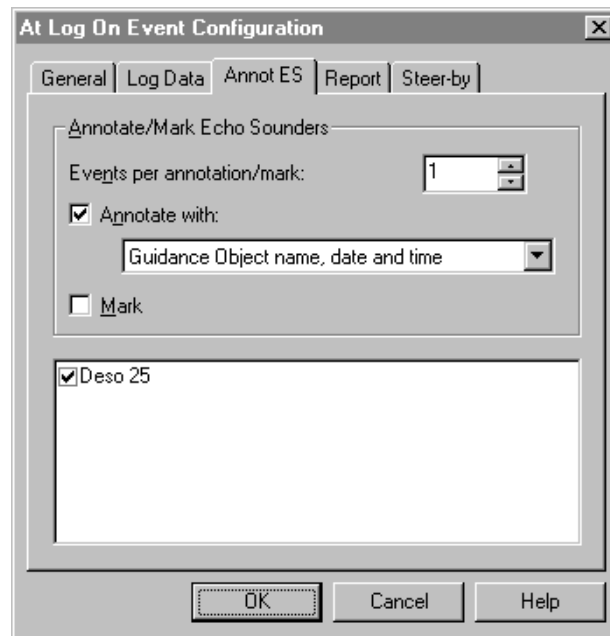 At Log On Event Configuration
General Log Data Annot ES Report Steer-by
Annotate/Mark Echo Sounders
Events per annotation/mark: 1
Annotate with:
Guidance Object name, date and time
Mark
Deso 25
OK Cancel Help